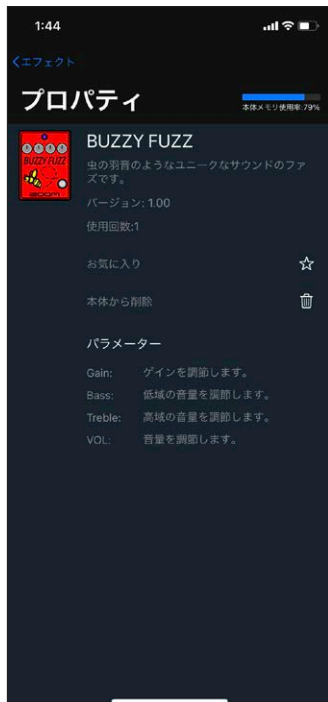 1:44
エフェクト
プロパティ
本体メモリ使用率:79%
BUZZY FUZZ
BUZZY FUZZ
ZOOM
虫の羽音のようなユニークなサウンドのファ
ズです。
バージョン: 1.00
使用回数:1
お気に入り
本体から削除
パラメーター
Gain: ゲインを調節します。
Bass: 低域の音量を調節します。
Treble: 高域の音量を調節します。
VOL: 音量を調節します。